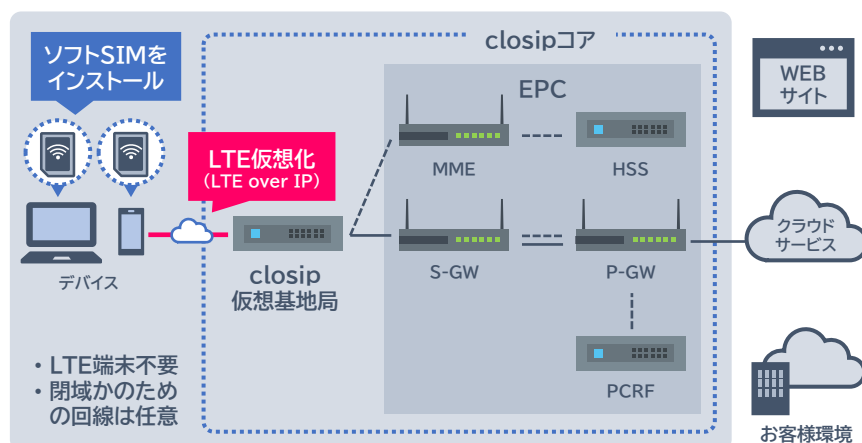 closipコア
ソフトSIMを
インストール
EPC
WEB
サイト
LTE仮想化
(LTE over IP)
MME
HSS
クラウド
サービス
デバイス
closip
仮想基地局
S-GW
P-GW
・LTE端末不要
・閉域かのため
の回線は任意
PCRF
お客様環境